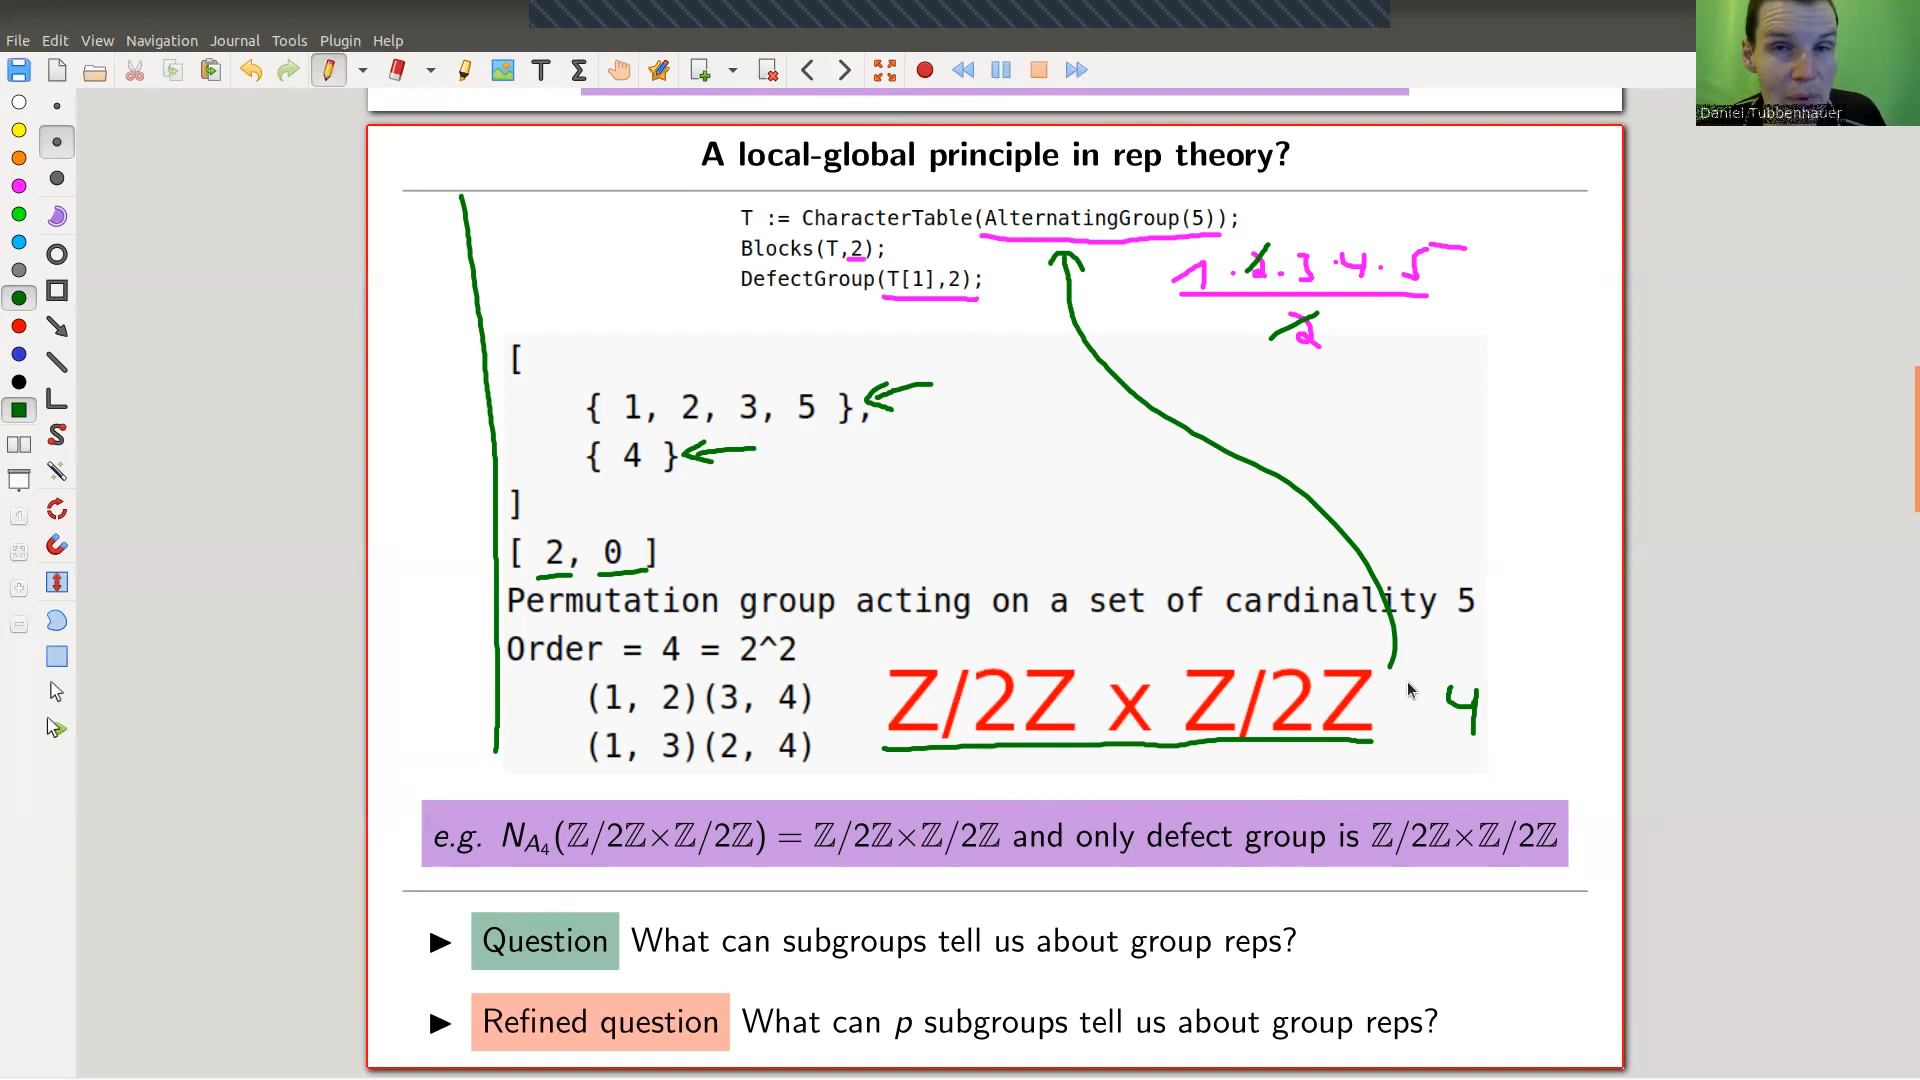 File Edit View Navigation Journal Tools Plugin Help
Daniel Tubbenhauer
A local-global principle in rep theory?
T := CharacterTable(AlternatingGroup(5));
Blocks(T,2);
DefectGroup(T[1],2);
1 · 2 · 3 · 4 · 5
2
[
{ 1, 2, 3, 5 },
{ 4 }
]
[ 2, 0 ]
Permutation group acting on a set of cardinality 5
Order = 4 = 2^2
(1, 2)(3, 4)
(1, 3)(2, 4)
Z/2Z x Z/2Z
4
e.g. N_{A_4}(ℤ/2ℤ×ℤ/2ℤ) = ℤ/2ℤ×ℤ/2ℤ and only defect group is ℤ/2ℤ×ℤ/2ℤ
► Question What can subgroups tell us about group reps?
► Refined question What can p subgroups tell us about group reps?